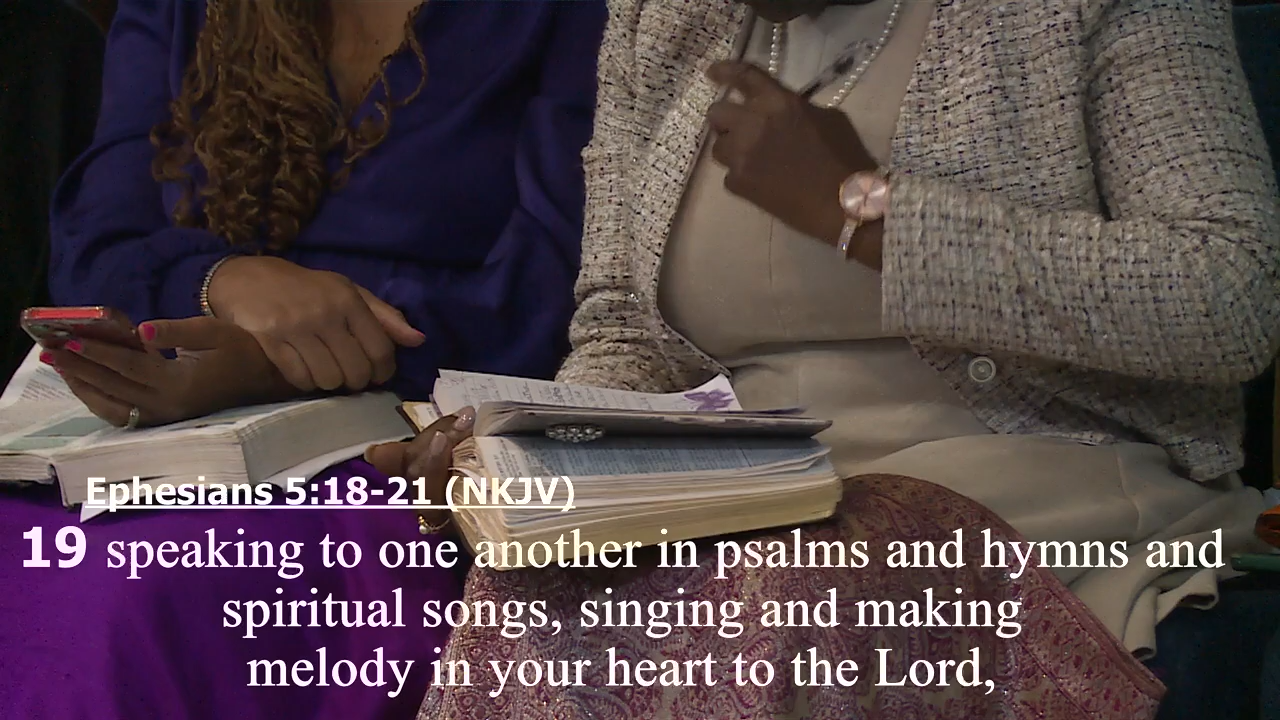 Ephesians 5:18-21 (NKJV)
19 speaking to one another in psalms and hymns and
spiritual songs, singing and making
melody in your heart to the Lord,